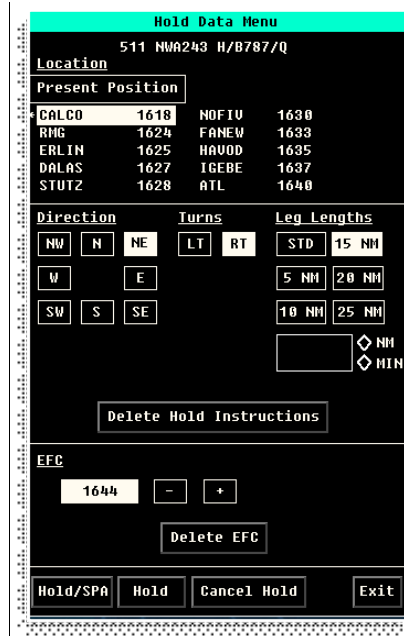 Hold Data Menu
511 NWA243 H/B787/Q
Location
Present Position
*CALCO 1618 NOFIV 1630
RMG 1624 FANEW 1633
ERLIN 1625 HAVOD 1635
DALAS 1627 IGEBE 1637
STUTZ 1628 ATL 1640
Direction Turns Leg Lengths
NW N NE LT RT STD 15 NM
W E 5 NM 20 NM
SW S SE 10 NM 25 NM
NM
MIN
Delete Hold Instructions
EFC
1644 - +
Delete EFC
Hold/SPA Hold Cancel Hold Exit